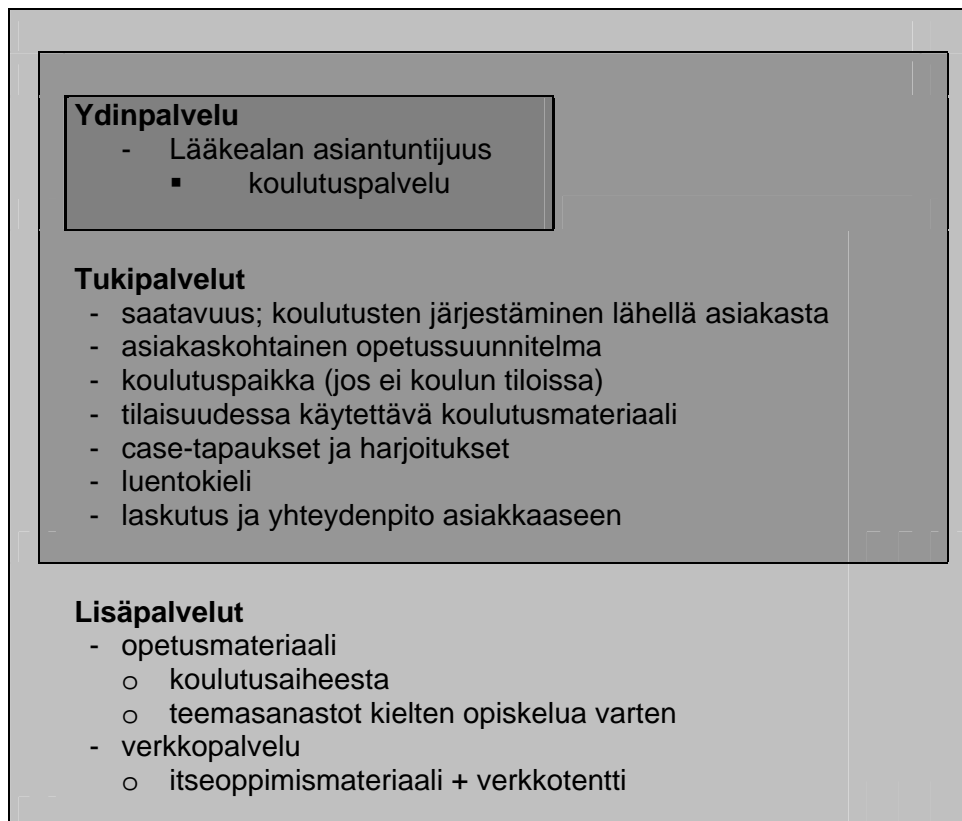 Ydinpalvelu
- Lääkealan asiantuntijuus
▪ koulutuspalvelu
Tukipalvelut
- saatavuus; koulutusten järjestäminen lähellä asiakasta
- asiakaskohtainen opetussuunnitelma
- koulutuspaikka (jos ei koulun tiloissa)
- tilaisuudessa käytettävä koulutusmateriaali
- case-tapaukset ja harjoitukset
- luentokieli
- laskutus ja yhteydenpito asiakkaaseen
Lisäpalvelut
- opetusmateriaali
o koulutusaiheesta
o teemasanastot kielten opiskelua varten
- verkkopalvelu
o itseoppimismateriaali + verkkotentti